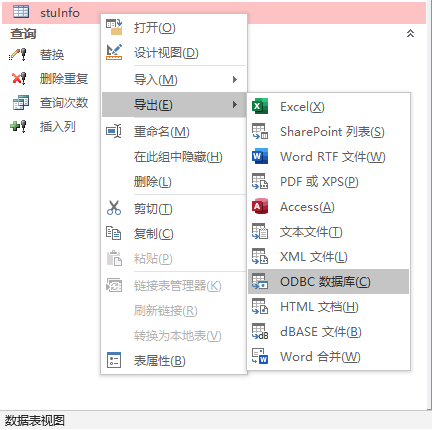 stuInfo
查询
替换
删除重复
查询次数
插入列
打开(O)
设计视图(D)
导入(M)
导出(E)
重命名(M)
在此组中隐藏(H)
删除(L)
剪切(T)
复制(C)
粘贴(P)
链接表管理器(K)
刷新链接(R)
转换为本地表(V)
表属性(B)
Excel(X)
SharePoint 列表(S)
Word RTF 文件(W)
PDF 或 XPS(P)
Access(A)
文本文件(T)
XML 文件(L)
ODBC 数据库(C)
HTML 文档(H)
dBASE 文件(B)
Word 合并(W)
数据表视图